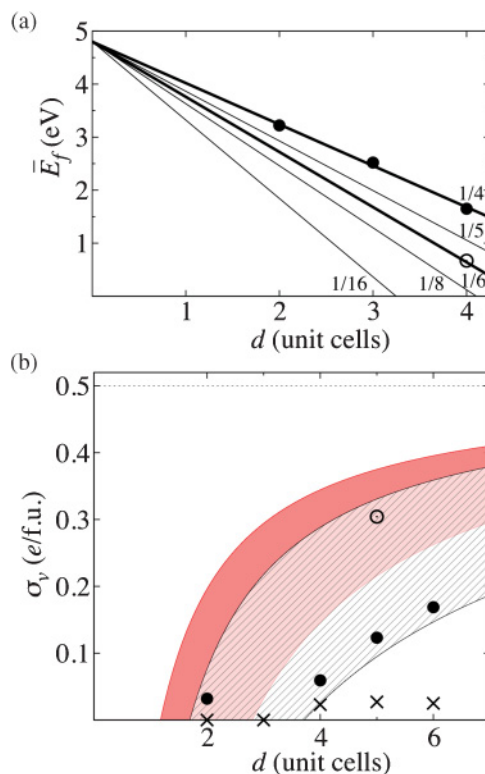 (a)
5
4
3
2
1
Ē_f (eV)
1/4
1/5
1/6
1/8
1/16
1 2 3 4
d (unit cells)
(b)
0.5
0.4
0.3
0.2
0.1
σ_v (e/f.u.)
2 4 6
d (unit cells)